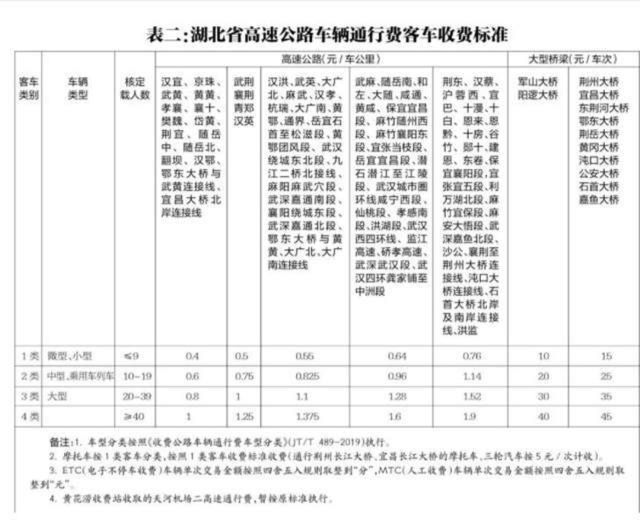 表二:湖北省高速公路车辆通行费客车收费标准
客车类别
车辆类型
核定载人数
高速公路(元/车公里)
大型桥梁(元/车次)
汉宜、京珠、
武黄、黄黄、
孝襄、襄十、
樊魏、岱黄、
荆宜、随岳
中、随岳北、
翻坝、汉鄂、
鄂东大桥与
武黄连接线、
宜昌大桥北
岸连接线
武荆
襄荆
青郑
汉英
汉洪、武英、大广
北、麻武、汉孝、
杭瑞、大广南、黄
鄂、通界、岳宜石
首至松滋段、黄
鄂团风段、武汉
绕城东北段、九
江二桥北接线、
麻阳麻武穴段、
武深嘉通南段、
襄阳绕城东段、
武深嘉通北段、
鄂东大桥与黄
黄、大广北、大广
南连接线
武麻、随岳南、和
左、大随、咸通、
黄咸、保宜宜昌
段、麻竹随州西
段、麻竹襄阳东
段、宜张当枝段、
岳宜宜昌段、潜
石潜江至江陵
段、武汉城市圈
环线咸宁西段、
仙桃段、孝感南
段、洪湖段、武汉
西四环线、监江
高速、硚孝高速、
武深武汉段、武
汉四环龚家铺至
中洲段
荆东、汉蔡、
沪蓉西、宜
巴、十漫、十
白、恩来、恩
黔、十房、谷
竹、郧十、建
恩、东卷、保
宜襄阳段、宜
张宜五段、利
万湖北段、麻
竹宜保段、麻
安大悟段、武
深嘉鱼北段、
沙公、襄荆至
荆州大桥连
接线、沌口大
桥连接线、石
首大桥北岸
及南岸连接
线、洪监
军山大桥
阳逻大桥
荆州大桥
宜昌大桥
东荆河大桥
鄂东大桥
荆岳大桥
黄冈大桥
沌口大桥
公安大桥
石首大桥
嘉鱼大桥
1类 微型、小型 ≤9 0.4 0.5 0.55 0.64 0.76 10 15
2类 中型、乘用车列车 10-19 0.6 0.75 0.825 0.96 1.14 20 25
3类 大型 20-39 0.8 1 1.1 1.28 1.52 30 35
4类 ≥40 1 1.25 1.375 1.6 1.9 40 45
备注:1. 车型分类按照《收费公路车辆通行费车型分类》(JT/T 489-2019)执行。
2. 摩托车按1类客车分类,按照1类客车收费标准收费(通行荆州长江大桥、宜昌长江大桥的摩托车、三轮汽车按5元/次计收)。
3. ETC(电子不停车收费)车辆单次交易金额按照四舍五入规则取整到“分”,MTC(人工收费)车辆单次交易金额按照四舍五入规则取
整到“元”。
4. 黄花涝收费站收取的天河机场二高速通行费,暂按原标准执行。